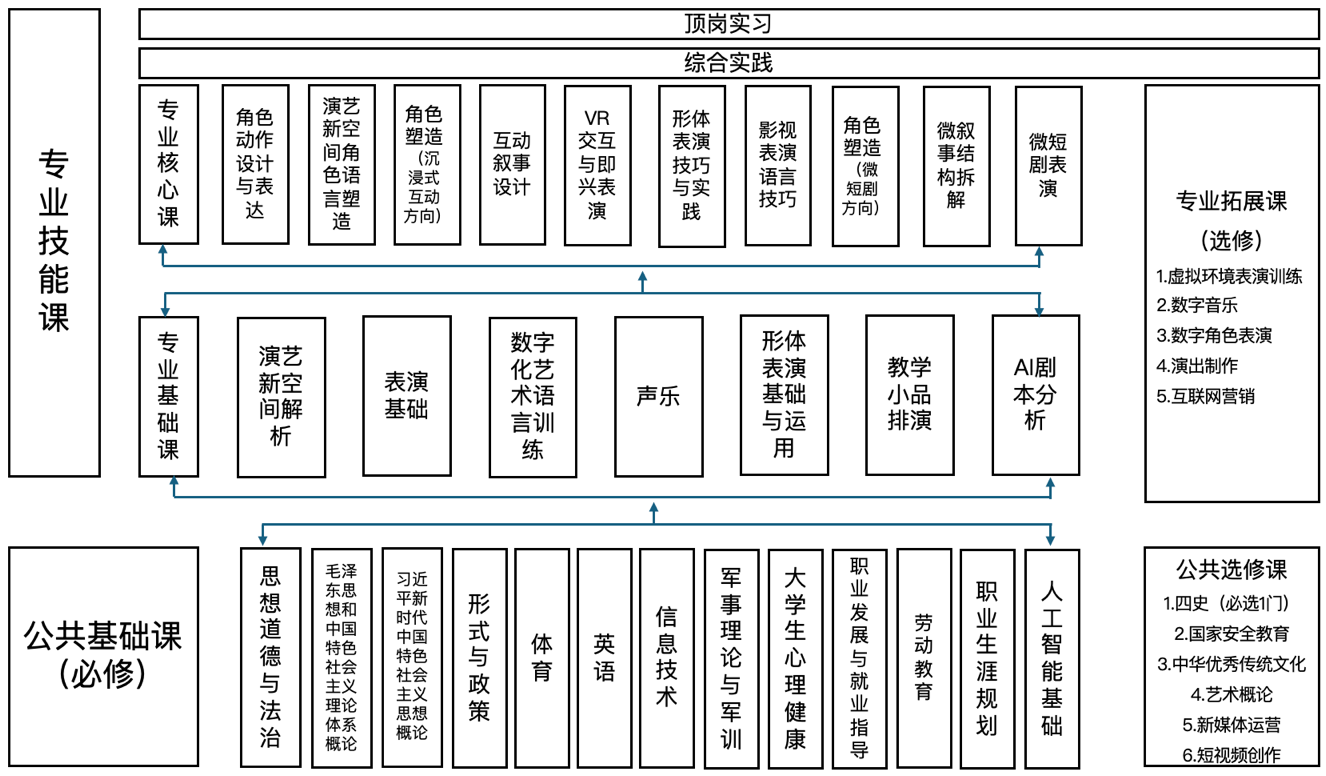 顶岗实习
综合实践
专
业
技
能
课
专
业
核
心
课
角色
动作
设计
与表
达
演艺
新空
间角
色语
言塑
造
角色
塑造
（沉
浸式
互动
方向）
互动
叙事
设计
VR
交互
与即
兴表
演
形体
表演
技巧
与实
践
影视
表演
语言
技巧
角色
塑造
（微
短剧
方向）
微叙
事结
构拆
解
微短
剧表
演
专业拓展课
（选修）
1.虚拟环境表演训练
2.数字音乐
3.数字角色表演
4.演出制作
5.互联网营销
专
业
基
础
课
演艺
新空
间解
析
表演
基础
数字
化艺
术语
言训
练
声乐
形体
表演
基础
与运
用
教学
小品
排演
AI剧
本分
析
公共基础课
（必修）
思
想
道
德
与
法
治
毛泽
东思
想和
中国
特色
社会
主义
理论
体系
概论
习近
平新
时代
中国
特色
社会
主义
思想
概论
形
式
与
政
策
体
育
英
语
信
息
技
术
军
事
理
论
与
军
训
大
学
生
心
理
健
康
职
业
发
展
与
就
业
指
导
劳
动
教
育
职
业
生
涯
规
划
人
工
智
能
基
础
公共选修课
1.四史（必选1门）
2.国家安全教育
3.中华优秀传统文化
4.艺术概论
5.新媒体运营
6.短视频创作